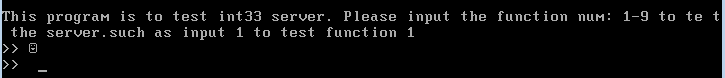 This program is to test int33 server. Please input the function num: 1-9 to te t
the server.such as input 1 to test function 1
>>
>> _